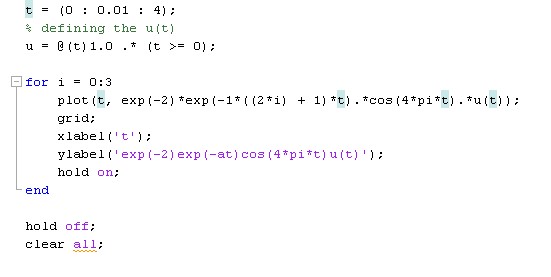 t = (0 : 0.01 : 4);
% defining the u(t)
u = @(t)1.0 .* (t >= 0);
for i = 0:3
plot(t, exp(-2)*exp(-1*((2*i) + 1)*t).*cos(4*pi*t).*u(t));
grid;
xlabel('t');
ylabel('exp(-2)exp(-at)cos(4*pi*t)u(t)');
hold on;
end
hold off;
clear all;